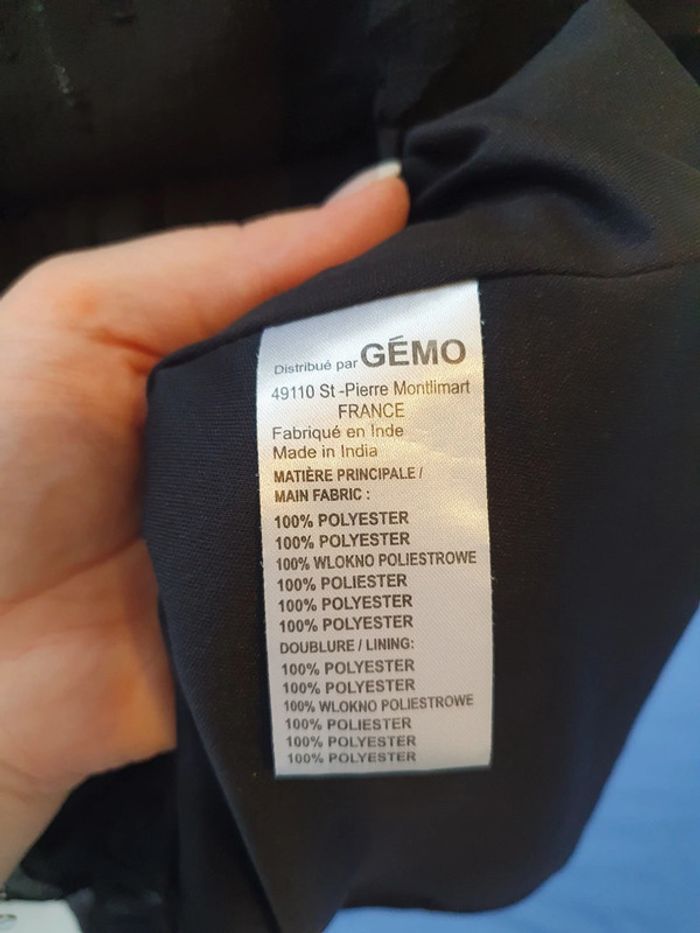 Distribué par GÉMO
49110 St-Pierre Montlimart
FRANCE
Fabriqué en Inde
Made in India
MATIÈRE PRINCIPALE /
MAIN FABRIC :
100% POLYESTER
100% POLYESTER
100% WLOKNO POLIESTROWE
100% POLIESTER
100% POLYESTER
100% POLYESTER
DOUBLURE / LINING:
100% POLYESTER
100% POLYESTER
100% WLOKNO POLIESTROWE
100% POLIESTER
100% POLYESTER
100% POLYESTER